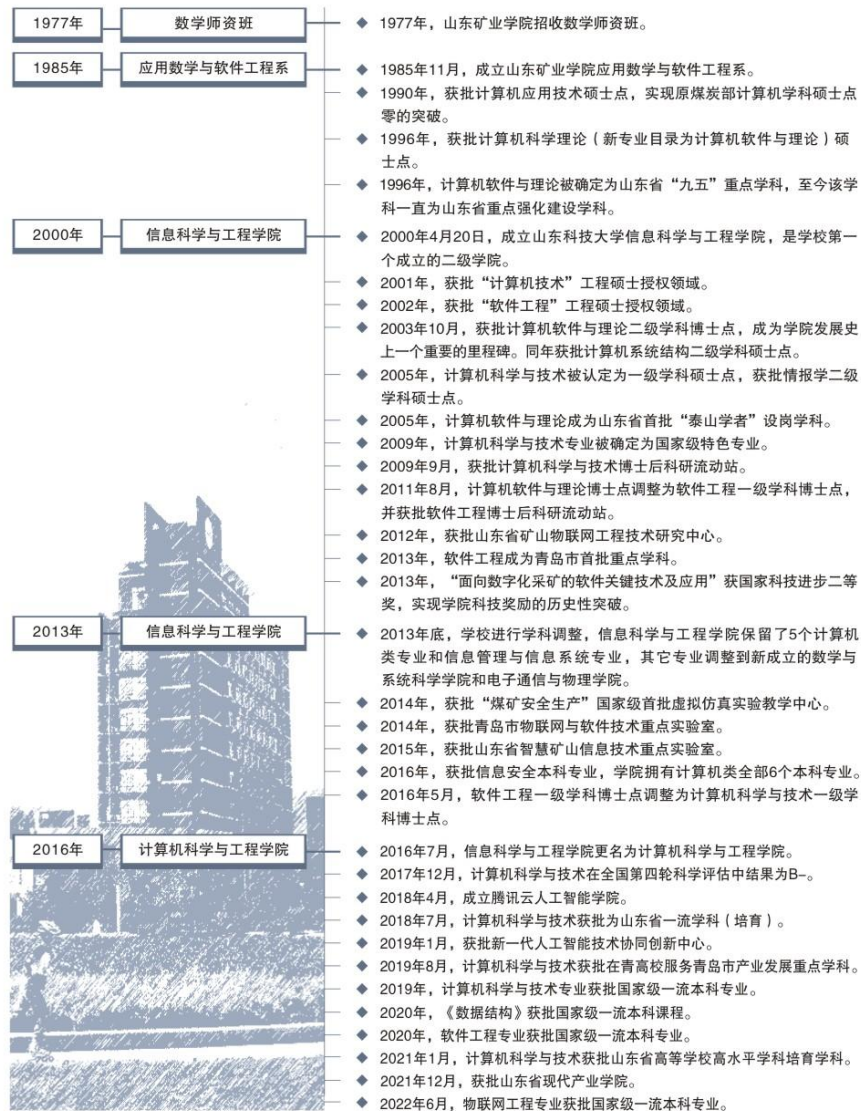 1977年 数学师资班 ◆ 1977年，山东矿业学院招收数学师资班。
1985年 应用数学与软件工程系 ◆ 1985年11月，成立山东矿业学院应用数学与软件工程系。
◆ 1990年，获批计算机应用技术硕士点，实现原煤炭部计算机学科硕士点
零的突破。
◆ 1996年，获批计算机科学理论（新专业目录为计算机软件与理论）硕
士点。
◆ 1996年，计算机软件与理论被确定为山东省“九五”重点学科，至今该学
科一直为山东省重点强化建设学科。
2000年 信息科学与工程学院 ◆ 2000年4月20日，成立山东科技大学信息科学与工程学院，是学校第一
个成立的二级学院。
◆ 2001年，获批“计算机技术”工程硕士授权领域。
◆ 2002年，获批“软件工程”工程硕士授权领域。
◆ 2003年10月，获批计算机软件与理论二级学科博士点，成为学院发展史
上一个重要的里程碑。同年获批计算机系统结构二级学科硕士点。
◆ 2005年，计算机科学与技术被认定为一级学科硕士点，获批情报学二级
学科硕士点。
◆ 2005年，计算机软件与理论成为山东省首批“泰山学者”设岗学科。
◆ 2009年，计算机科学与技术专业被确定为国家级特色专业。
◆ 2009年9月，获批计算机科学与技术博士后科研流动站。
◆ 2011年8月，计算机软件与理论博士点调整为软件工程一级学科博士点，
并获批软件工程博士后科研流动站。
◆ 2012年，获批山东省矿山物联网工程技术研究中心。
◆ 2013年，软件工程成为青岛市首批重点学科。
◆ 2013年，“面向数字化采矿的软件关键技术及应用”获国家科技进步二等
奖，实现学院科技奖励的历史性突破。
2013年 信息科学与工程学院 ◆ 2013年底，学校进行学科调整，信息科学与工程学院保留了5个计算机
类专业和信息管理与信息系统专业，其它专业调整到新成立的数学与
系统科学学院和电子通信与物理学院。
◆ 2014年，获批“煤矿安全生产”国家级首批虚拟仿真实验教学中心。
◆ 2014年，获批青岛市物联网与软件技术重点实验室。
◆ 2015年，获批山东省智慧矿山信息技术重点实验室。
◆ 2016年，获批信息安全本科专业，学院拥有计算机类全部6个本科专业。
◆ 2016年5月，软件工程一级学科博士点调整为计算机科学与技术一级学
科博士点。
2016年 计算机科学与工程学院 ◆ 2016年7月，信息科学与工程学院更名为计算机科学与工程学院。
◆ 2017年12月，计算机科学与技术在全国第四轮科学评估中结果为B-。
◆ 2018年4月，成立腾讯云人工智能学院。
◆ 2018年7月，计算机科学与技术获批为山东省一流学科（培育）。
◆ 2019年1月，获批新一代人工智能技术协同创新中心。
◆ 2019年8月，计算机科学与技术获批在青高校服务青岛市产业发展重点学科。
◆ 2019年，计算机科学与技术专业获批国家级一流本科专业。
◆ 2020年，《数据结构》获批国家级一流本科课程。
◆ 2020年，软件工程专业获批国家级一流本科专业。
◆ 2021年1月，计算机科学与技术获批山东省高等学校高水平学科培育学科。
◆ 2021年12月，获批山东省现代产业学院。
◆ 2022年6月，物联网工程专业获批国家级一流本科专业。